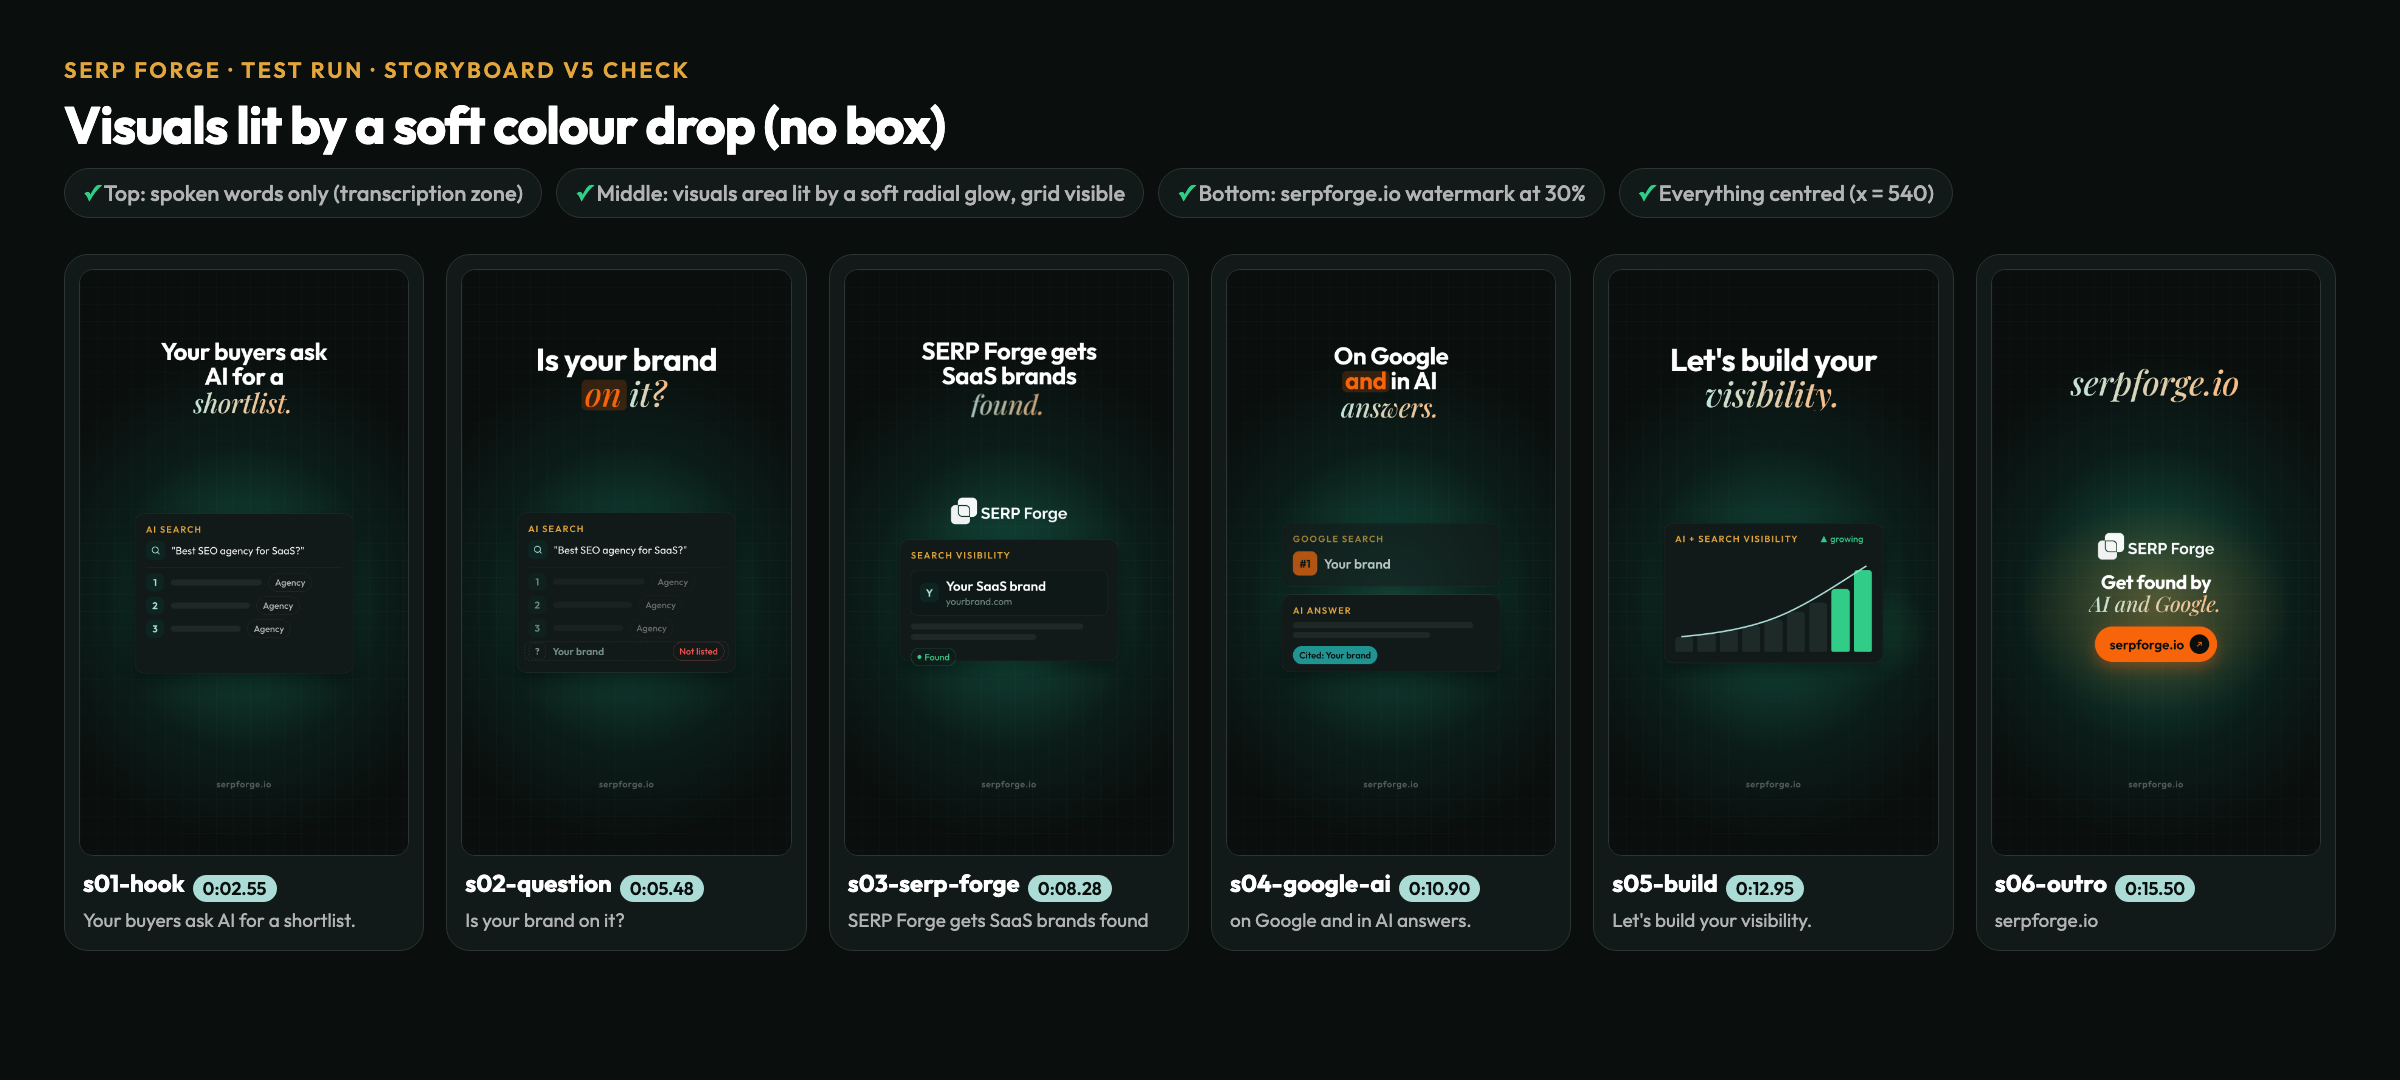 SERP FORGE · TEST RUN · STORYBOARD V5 CHECK
Visuals lit by a soft colour drop (no box)
✓Top: spoken words only (transcription zone)
✓Middle: visuals area lit by a soft radial glow, grid visible
✓Bottom: serpforge.io watermark at 30%
✓Everything centred (x = 540)
Your buyers ask
AI for a
shortlist.
AI SEARCH
"Best SEO agency for SaaS?"
1 Agency
2 Agency
3 Agency
serpforge.io
s01-hook 0:02.55
Your buyers ask AI for a shortlist.
Is your brand
on it?
AI SEARCH
"Best SEO agency for SaaS?"
1 Agency
2 Agency
3 Agency
? Your brand Not listed
serpforge.io
s02-question 0:05.48
Is your brand on it?
SERP Forge gets
SaaS brands
found.
SERP Forge
SEARCH VISIBILITY
Y Your SaaS brand
yourbrand.com
• Found
serpforge.io
s03-serp-forge 0:08.28
SERP Forge gets SaaS brands found
On Google
and in AI
answers.
GOOGLE SEARCH
#1 Your brand
AI ANSWER
Cited: Your brand
serpforge.io
s04-google-ai 0:10.90
on Google and in AI answers.
Let's build your
visibility.
AI + SEARCH VISIBILITY ▲ growing
serpforge.io
s05-build 0:12.95
Let's build your visibility.
serpforge.io
SERP Forge
Get found by
AI and Google.
serpforge.io
serpforge.io
s06-outro 0:15.50
serpforge.io